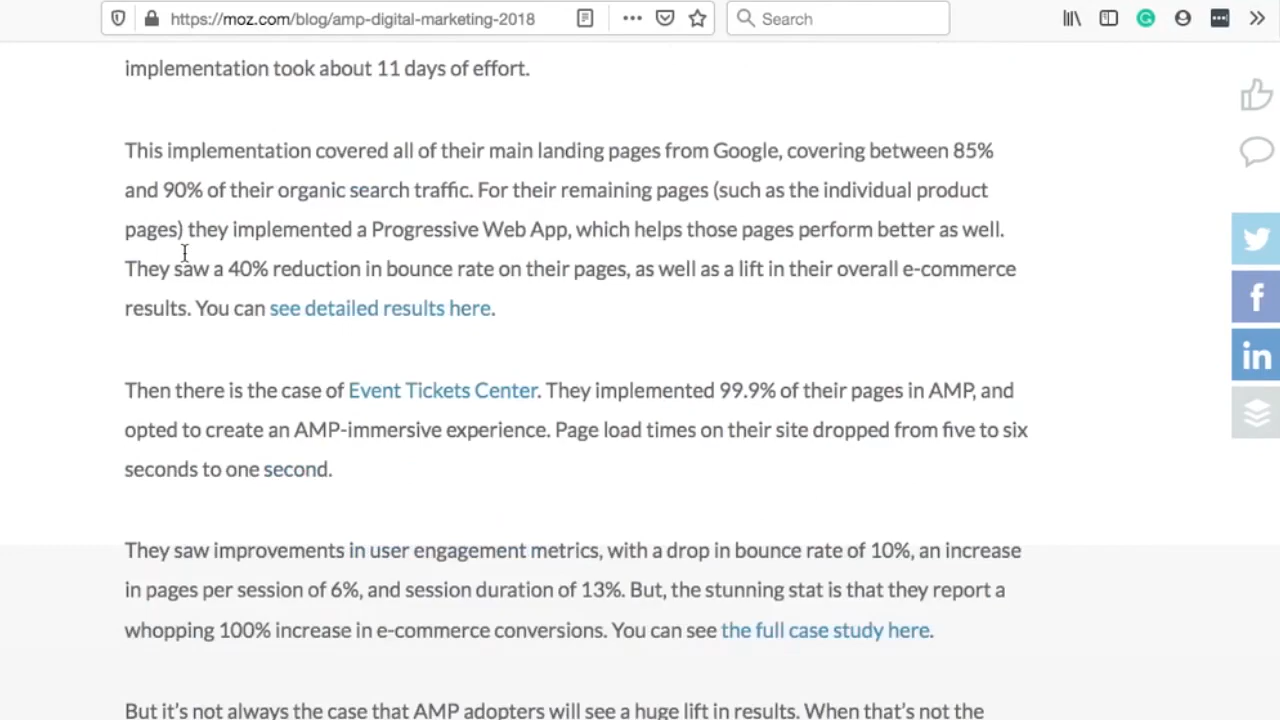 https://moz.com/blog/amp-digital-marketing-2018
Search
implementation took about 11 days of effort.
This implementation covered all of their main landing pages from Google, covering between 85%
and 90% of their organic search traffic. For their remaining pages (such as the individual product
pages) they implemented a Progressive Web App, which helps those pages perform better as well.
They saw a 40% reduction in bounce rate on their pages, as well as a lift in their overall e-commerce
results. You can see detailed results here.
Then there is the case of Event Tickets Center. They implemented 99.9% of their pages in AMP, and
opted to create an AMP-immersive experience. Page load times on their site dropped from five to six
seconds to one second.
They saw improvements in user engagement metrics, with a drop in bounce rate of 10%, an increase
in pages per session of 6%, and session duration of 13%. But, the stunning stat is that they report a
whopping 100% increase in e-commerce conversions. You can see the full case study here.
But it's not always the case that AMP adopters will see a huge lift in results. When that's not the